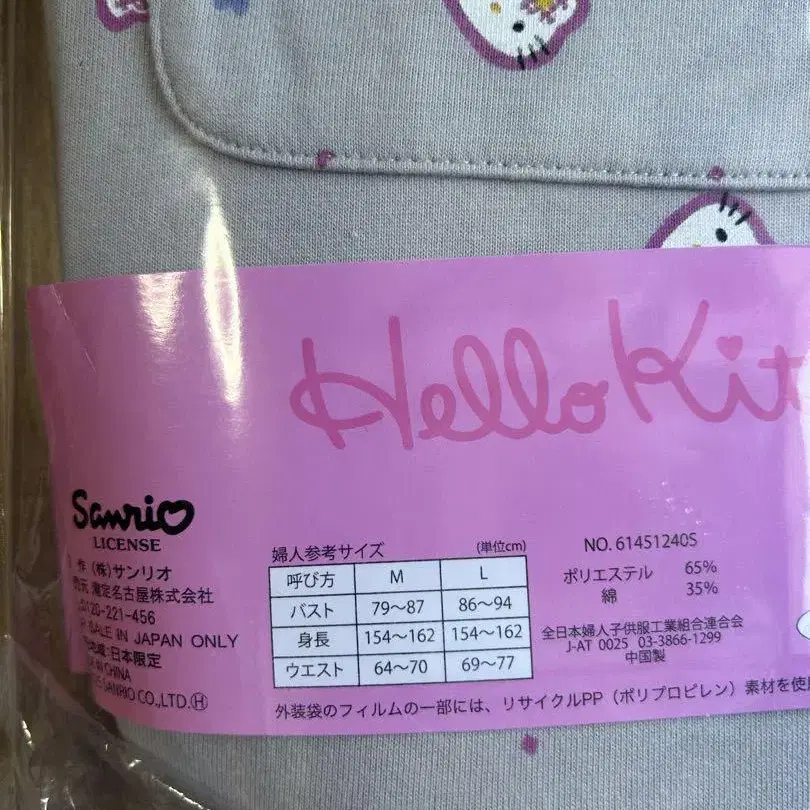 Hello Kit
Sanrio
LICENSE
作 (株)サンリオ
瀧定名古屋株式会社
0120-221-456
SALE IN JAPAN ONLY
:日本限定
IN CHINA
SANRIO CO.,LTD.Ⓗ
婦人参考サイズ (単位cm)
呼び方 M L
バスト 79〜87 86〜94
身長 154〜162 154〜162
ウエスト 64〜70 69〜77
NO. 61451240S
ポリエステル 65%
綿 35%
全日本婦人子供服工業組合連合会
J-AT 0025 03-3866-1299
中国製
外装袋のフィルムの一部には、リサイクルPP（ポリプロピレン）素材を使